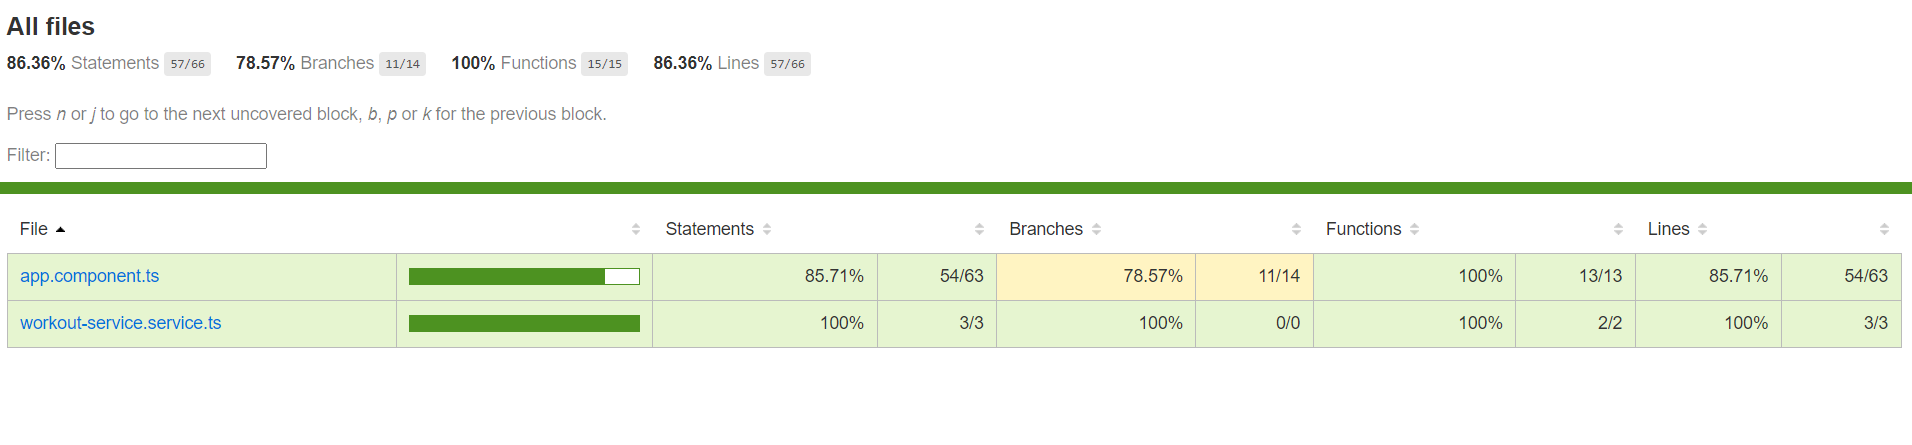 All files
86.36% Statements 57/66 78.57% Branches 11/14 100% Functions 15/15 86.36% Lines 57/66
Press n or j to go to the next uncovered block, b, p or k for the previous block.
Filter:
File Statements Branches Functions Lines
app.component.ts 85.71% 54/63 78.57% 11/14 100% 13/13 85.71% 54/63
workout-service.service.ts 100% 3/3 100% 0/0 100% 2/2 100% 3/3